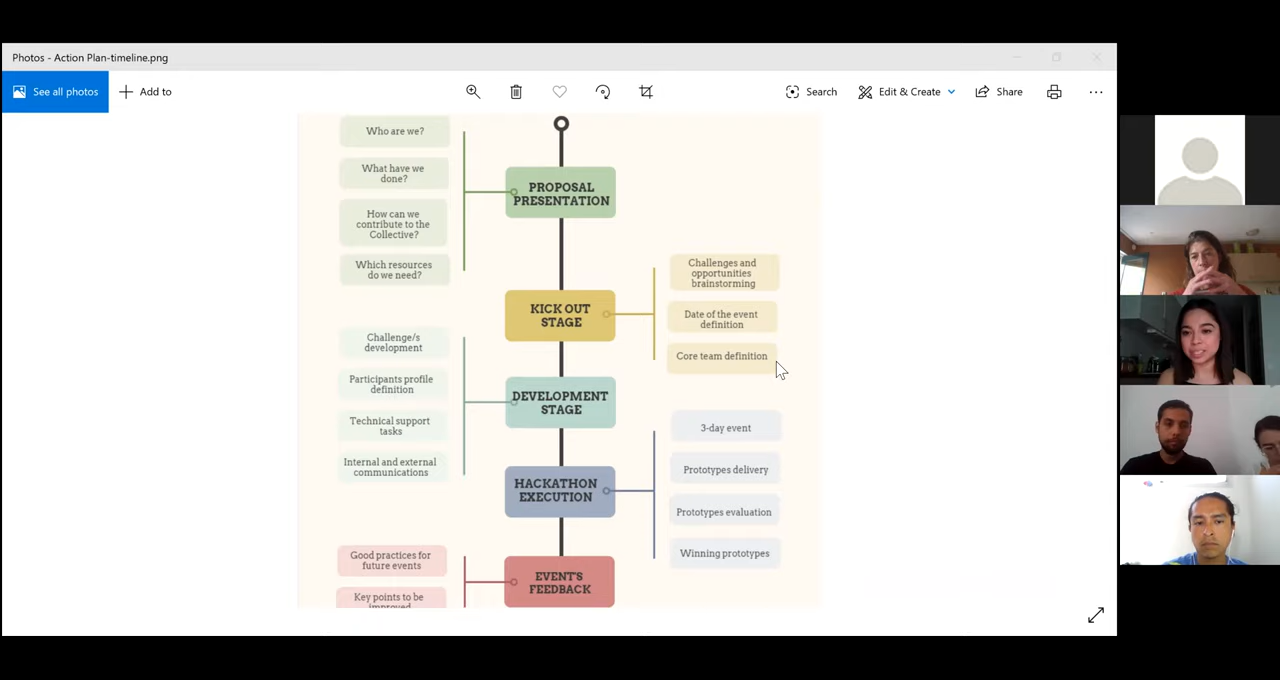 Photos - Action Plan-timeline.png
See all photos
Add to
Search
Edit & Create
Share
Who are we?
What have we
done?
How can we
contribute to the
Collective?
Which resources
do we need?
PROPOSAL
PRESENTATION
KICK OUT
STAGE
Challenges and
opportunities
brainstorming
Date of the event
definition
Core team definition
Challenge/s
development
Participants profile
definition
Technical support
tasks
Internal and external
communications
DEVELOPMENT
STAGE
HACKATHON
EXECUTION
3-day event
Prototypes delivery
Prototypes evaluation
Winning prototypes
Good practices for
future events
Key points to be
improved
EVENT'S
FEEDBACK